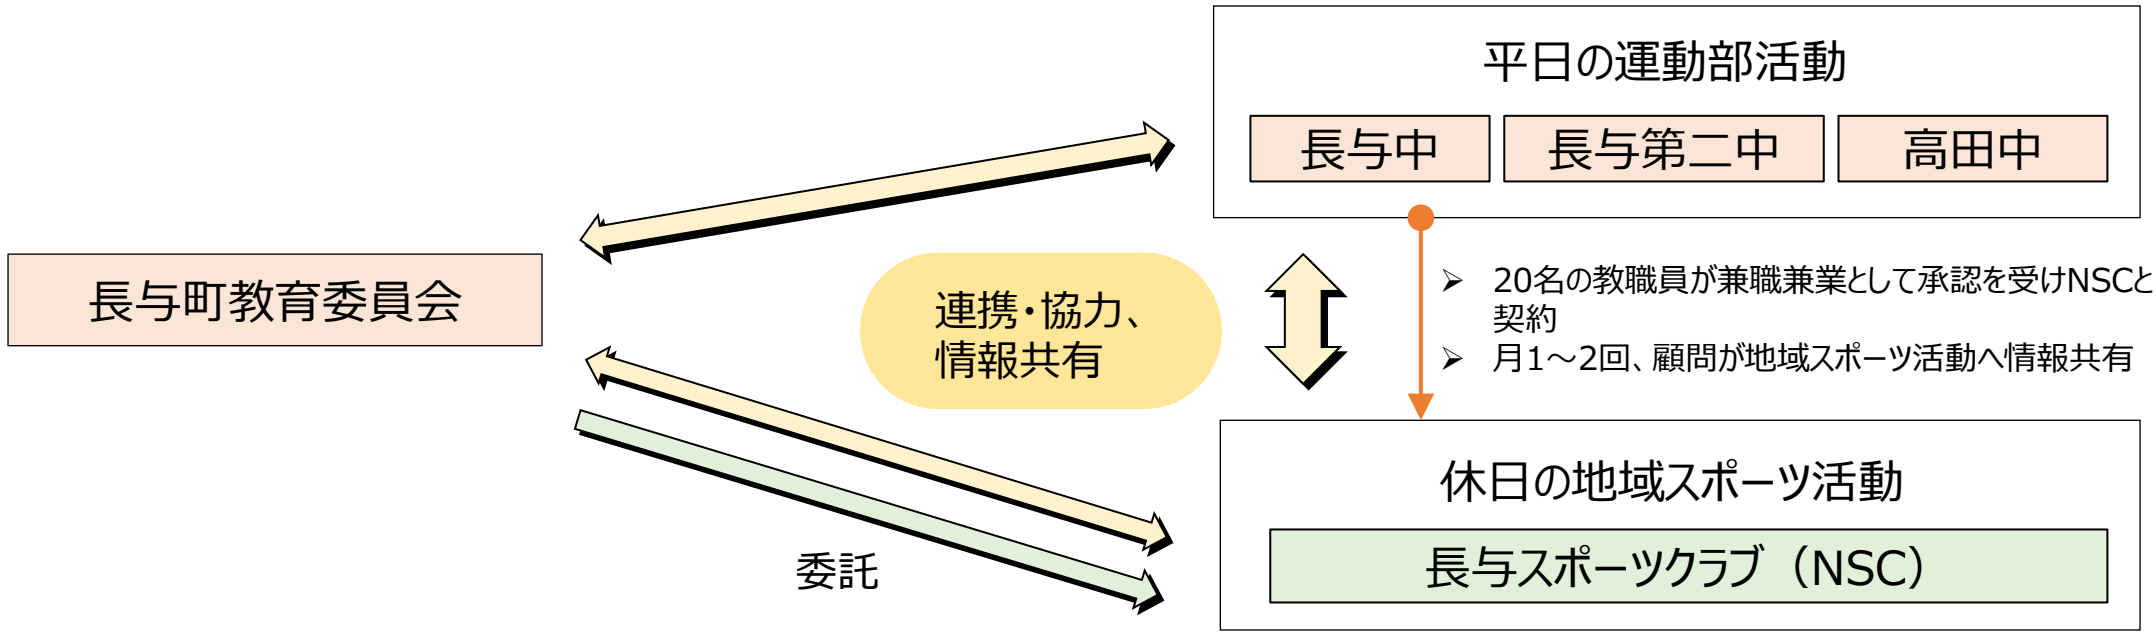 平日の運動部活動
長与中
長与第二中
高田中
長与町教育委員会
連携・協力、
情報共有
➢ 20名の教職員が兼職兼業として承認を受けNSCと
契約
➢ 月1～2回、顧問が地域スポーツ活動へ情報共有
休日の地域スポーツ活動
長与スポーツクラブ（NSC）
委託